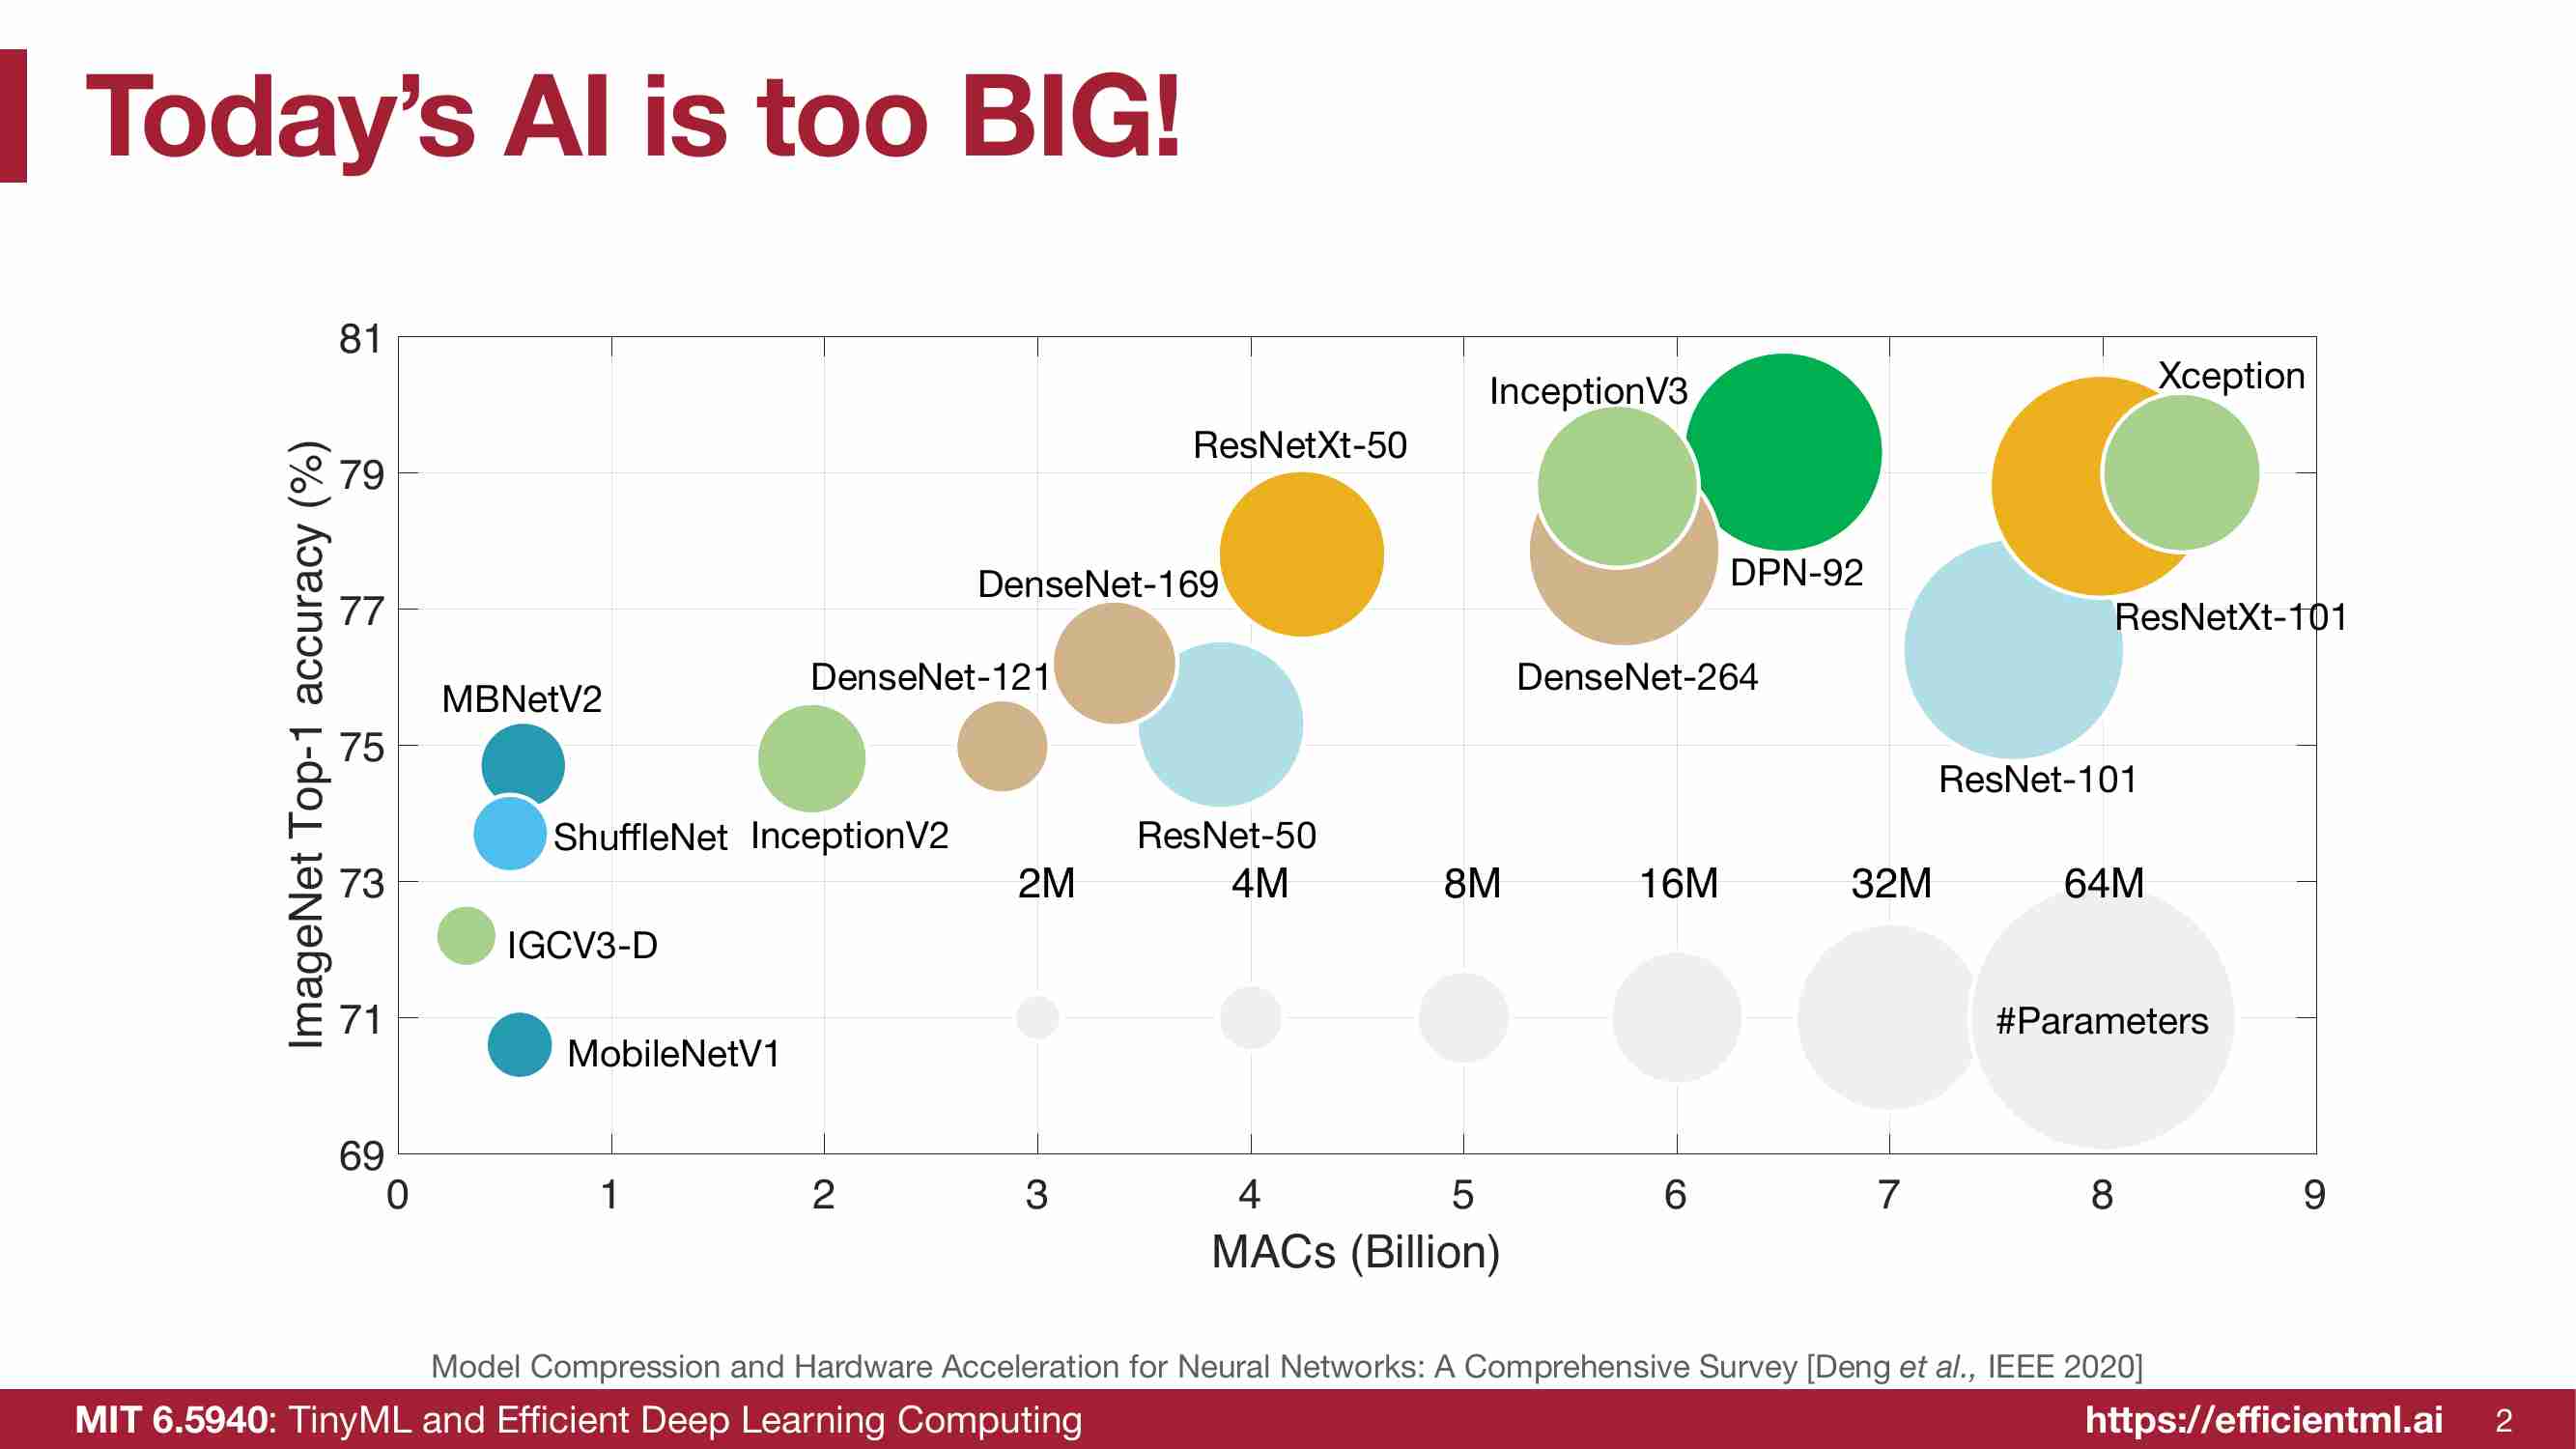 Today’s AI is too BIG!
ImageNet Top-1 accuracy (%)
81
79
77
75
73
71
69
Xception
InceptionV3
ResNetXt-50
DPN-92
DenseNet-169
ResNetXt-101
DenseNet-121
DenseNet-264
MBNetV2
ResNet-101
ShuffleNet
InceptionV2
ResNet-50
2M
4M
8M
16M
32M
64M
IGCV3-D
#Parameters
MobileNetV1
0
1
2
3
4
5
6
7
8
9
MACs (Billion)
Model Compression and Hardware Acceleration for Neural Networks: A Comprehensive Survey [Deng et al., IEEE 2020]
MIT 6.5940: TinyML and Efficient Deep Learning Computing
https://efficientml.ai
2